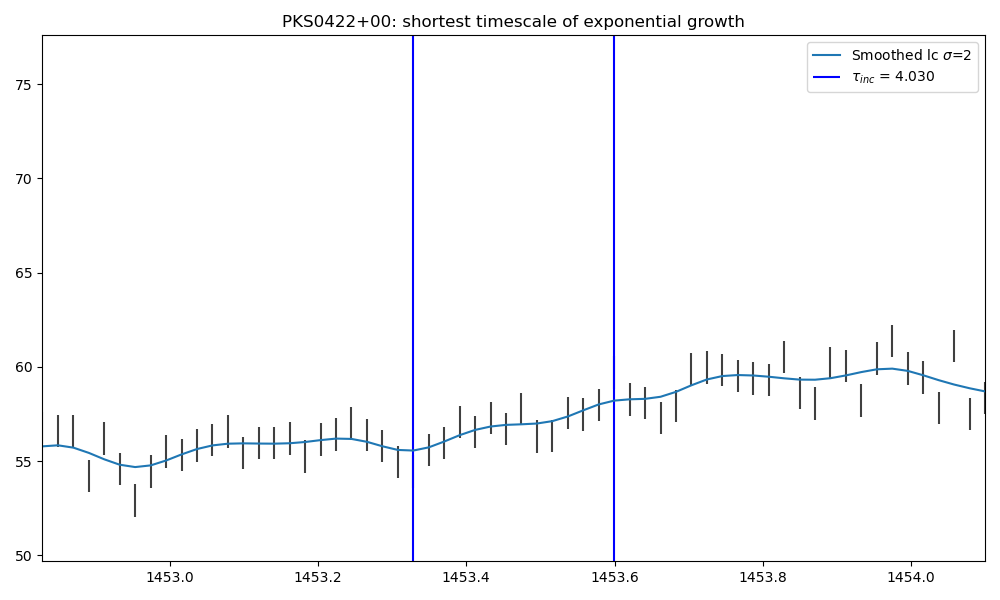 PKS0422+00: shortest timescale of exponential growth
Smoothed lc σ=2
τ_inc = 4.030
75
70
65
60
55
50
1453.0 1453.2 1453.4 1453.6 1453.8 1454.0